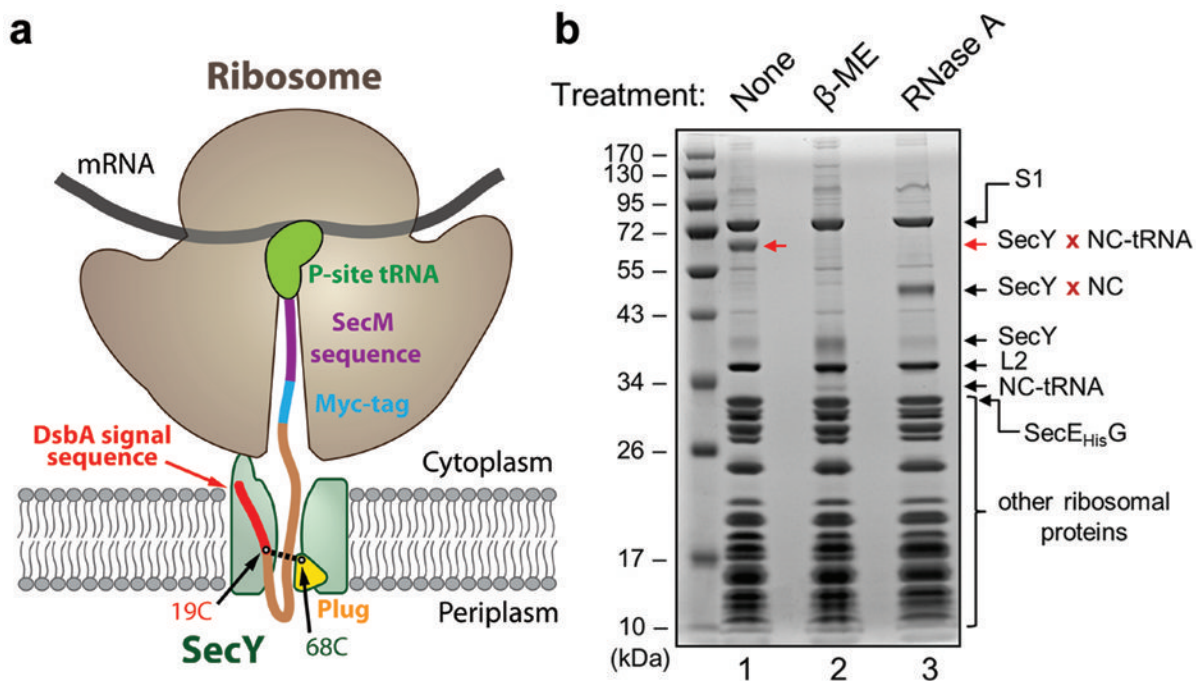 a
Ribosome
mRNA
P-site tRNA
SecM
sequence
Myc-tag
DsbA signal
sequence
Cytoplasm
19C
Plug
Periplasm
SecY
68C
b
Treatment: None β-ME RNase A
170
130
95
72
55
43
34
26
17
10
(kDa)
S1
SecY x NC-tRNA
SecY x NC
SecY
L2
NC-tRNA
SecEHisG
other ribosomal
proteins
1 2 3